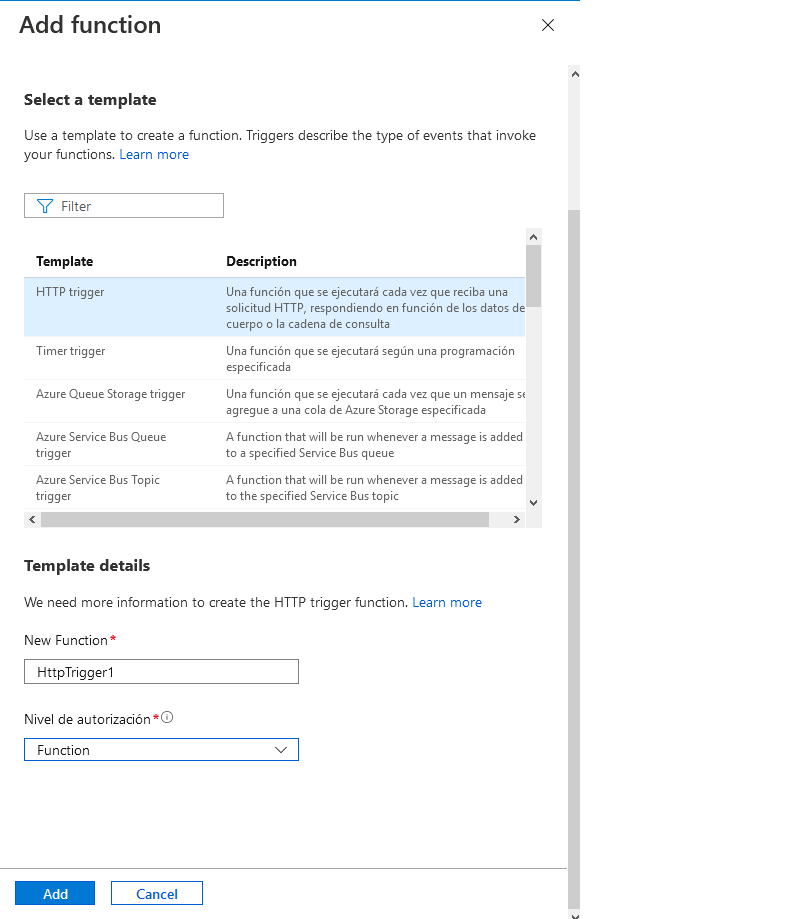 Add function
Select a template
Use a template to create a function. Triggers describe the type of events that invoke
your functions. Learn more
Filter
Template Description
HTTP trigger Una función que se ejecutará cada vez que reciba una
solicitud HTTP, respondiendo en función de los datos de
cuerpo o la cadena de consulta
Timer trigger Una función que se ejecutará según una programación
especificada
Azure Queue Storage trigger Una función que se ejecutará cada vez que un mensaje se
agregue a una cola de Azure Storage especificada
Azure Service Bus Queue A function that will be run whenever a message is added
trigger to a specified Service Bus queue
Azure Service Bus Topic A function that will be run whenever a message is added
trigger to the specified Service Bus topic
Template details
We need more information to create the HTTP trigger function. Learn more
New Function*
HttpTrigger1
Nivel de autorización*
Function
Add Cancel